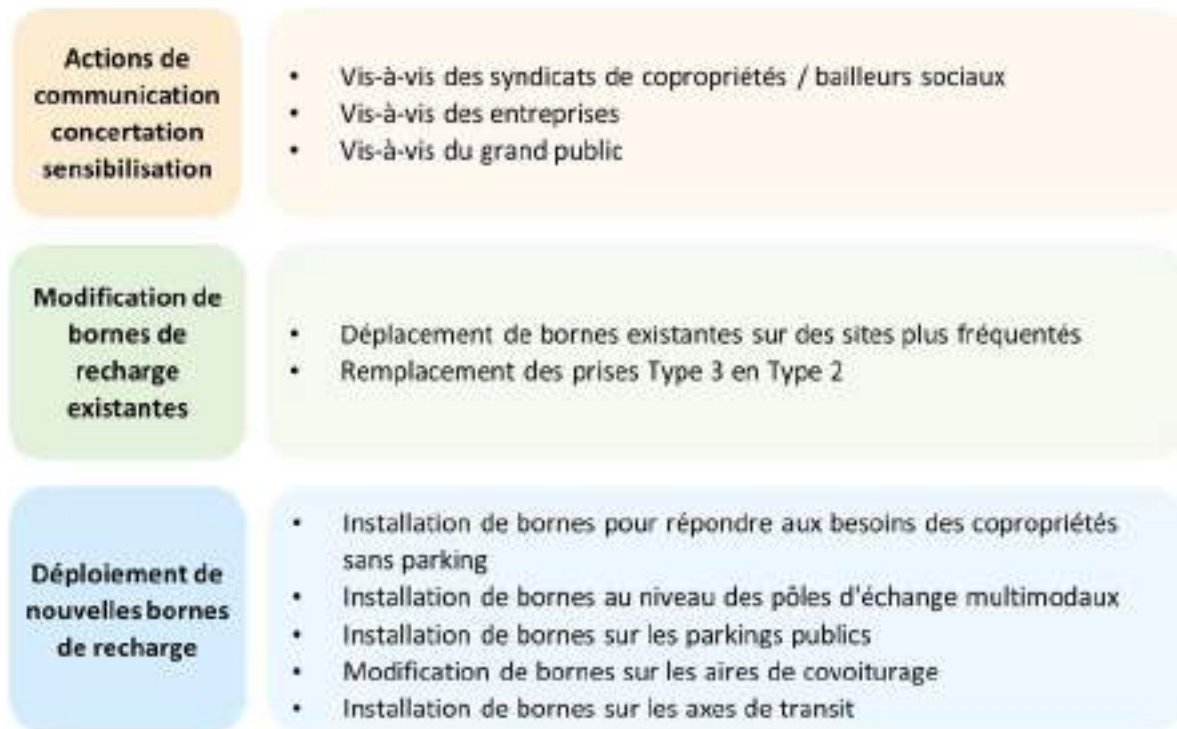 Actions de
communication
concertation
sensibilisation
• Vis-à-vis des syndicats de copropriétés / bailleurs sociaux
• Vis-à-vis des entreprises
• Vis-à-vis du grand public
Modification de
bornes de
recharge
existantes
• Déplacement de bornes existantes sur des sites plus fréquentés
• Remplacement des prises Type 3 en Type 2
Déploiement de
nouvelles bornes
de recharge
• Installation de bornes pour répondre aux besoins des copropriétés
sans parking
• Installation de bornes au niveau des pôles d'échange multimodaux
• Installation de bornes sur les parkings publics
• Modification de bornes sur les aires de covoiturage
• Installation de bornes sur les axes de transit